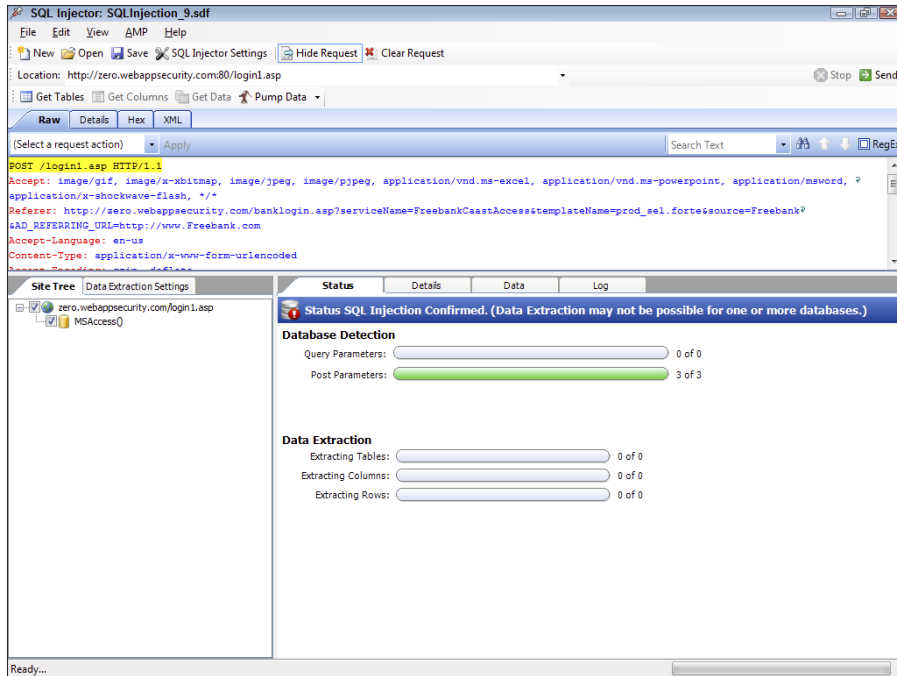 SQL Injector: SQLInjection_9.sdf
File Edit View AMP Help
New Open Save SQL Injector Settings Hide Request Clear Request
Location: http://zero.webappsecurity.com:80/login1.asp Stop Send
Get Tables Get Columns Get Data Pump Data
Raw Details Hex XML
(Select a request action) Apply Search Text RegEx
POST /login1.asp HTTP/1.1
Accept: image/gif, image/x-xbitmap, image/jpeg, image/pjpeg, application/vnd.ms-excel, application/vnd.ms-powerpoint, application/msword,
application/x-shockwave-flash, */*
Referer: http://zero.webappsecurity.com/banklogin.asp?serviceName=FreebankCaastAccess&templateName=prod_sel.forte&source=Freebank
&AD_REFERRING_URL=http://www.Freebank.com
Accept-Language: en-us
Content-Type: application/x-www-form-urlencoded
Accept-Encoding: gzip, deflate
Site Tree Data Extraction Settings Status Details Data Log
zero.webappsecurity.com/login1.asp
MSAccess()
Status SQL Injection Confirmed. (Data Extraction may not be possible for one or more databases.)
Database Detection
Query Parameters: 0 of 0
Post Parameters: 3 of 3
Data Extraction
Extracting Tables: 0 of 0
Extracting Columns: 0 of 0
Extracting Rows: 0 of 0
Ready...